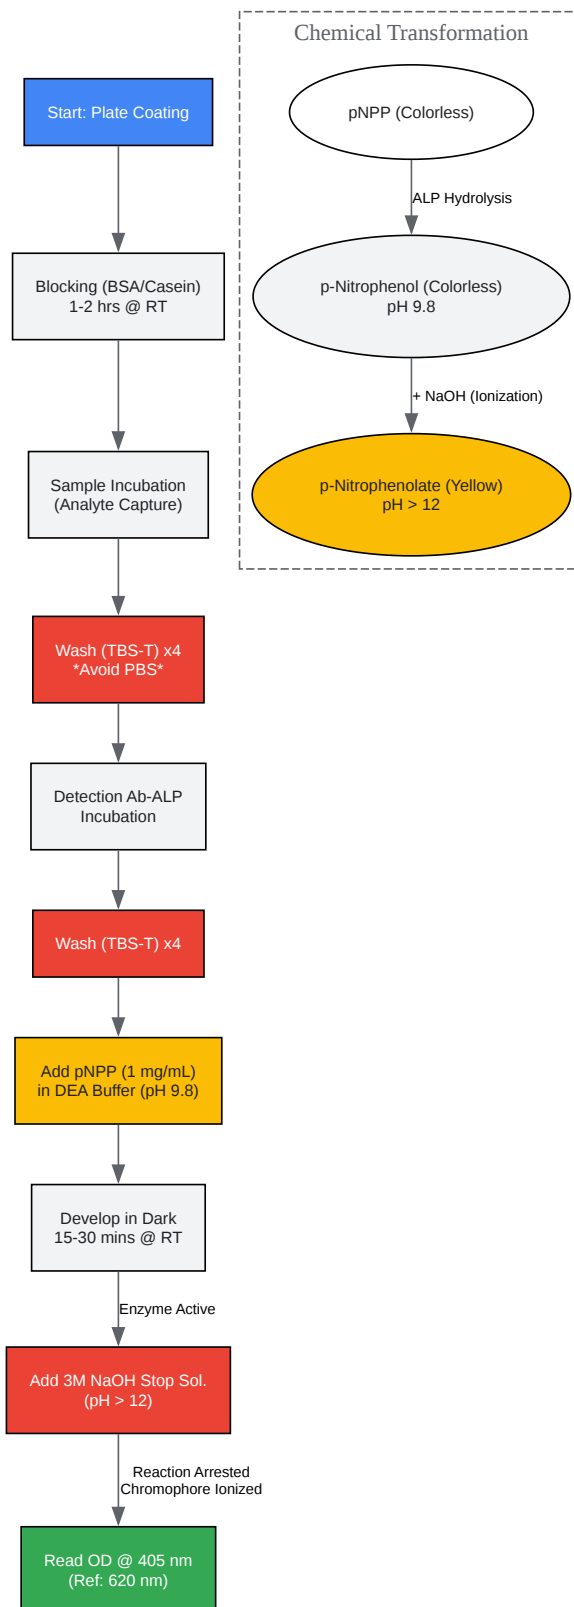 Chemical Transformation
pNPP (Colorless)
ALP Hydrolysis
p-Nitrophenol (Colorless)
pH 9.8
+ NaOH (Ionization)
p-Nitrophenolate (Yellow)
pH > 12
Start: Plate Coating
Blocking (BSA/Casein)
1-2 hrs @ RT
Sample Incubation
(Analyte Capture)
Wash (TBS-T) x4
*Avoid PBS*
Detection Ab-ALP
Incubation
Wash (TBS-T) x4
Add pNPP (1 mg/mL)
in DEA Buffer (pH 9.8)
Develop in Dark
15-30 mins @ RT
Enzyme Active
Add 3M NaOH Stop Sol.
(pH > 12)
Reaction Arrested
Chromophore Ionized
Read OD @ 405 nm
(Ref: 620 nm)